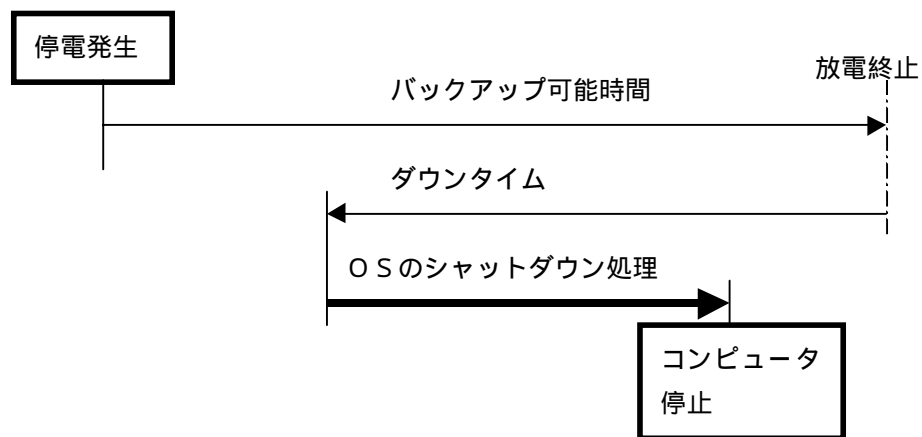 停電発生
放電終止
バックアップ可能時間
ダウンタイム
ＯＳのシャットダウン処理
コンピュータ
停止